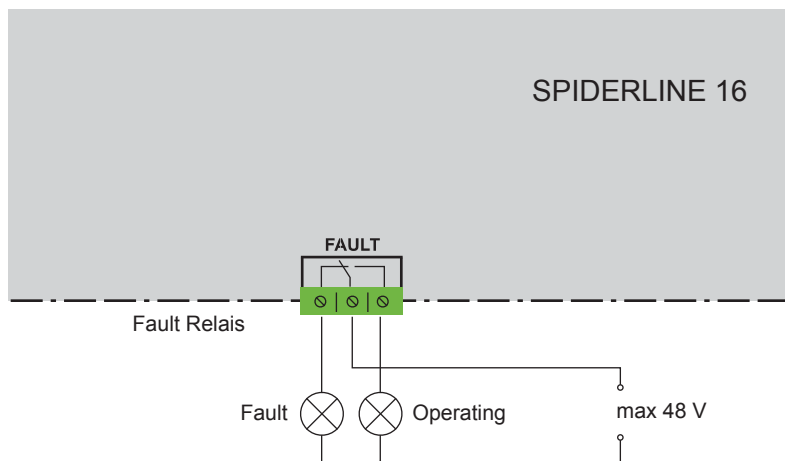 SPIDERLINE 16
FAULT
Fault Relais
Fault
Operating
max 48 V